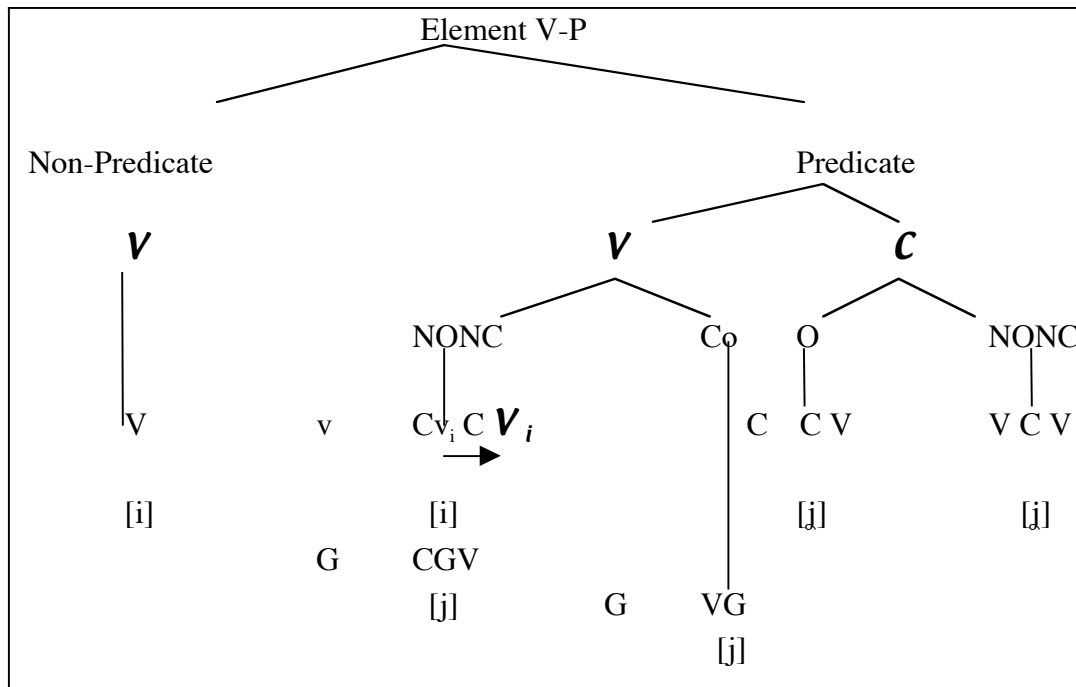 Element V-P
Non-Predicate Predicate
V V C
NONC Co O NONC
V v Cvᵢ C Vᵢ C C V V C V
[i] [i] [j̥] [j̥]
G CGV
[j] G VG
[j]